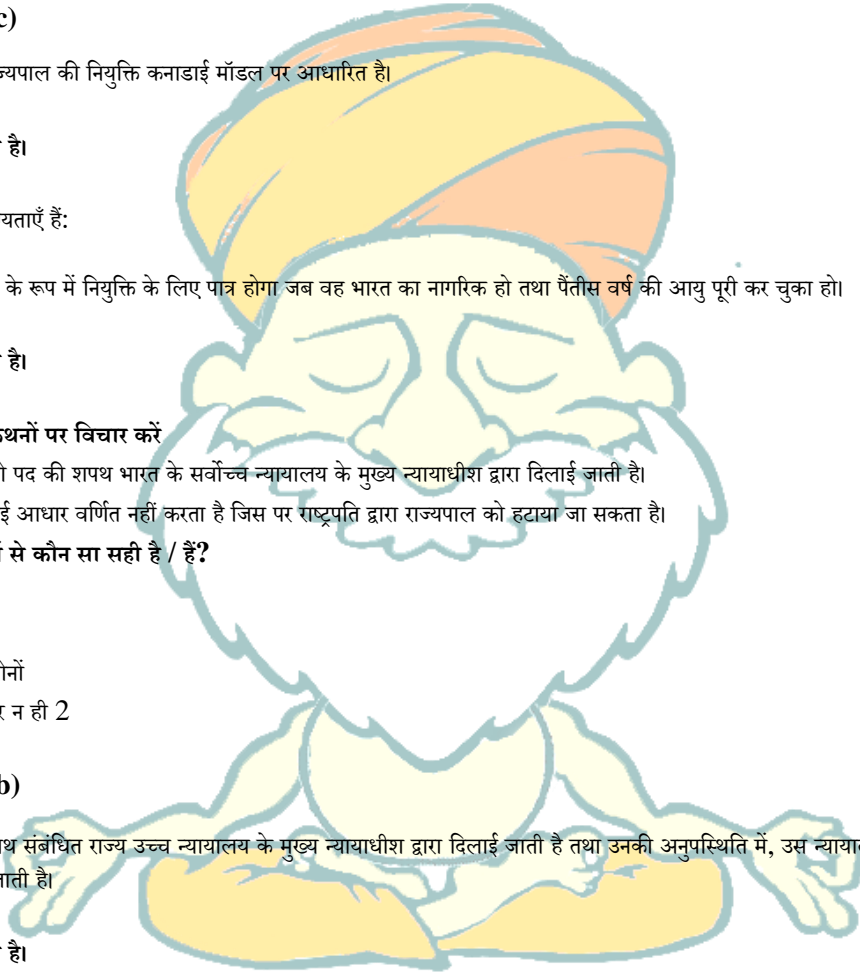 c)
ज्यपाल की नियुक्ति कनाडाई मॉडल पर आधारित है।
है।
यताएँ हैं:
के रूप में नियुक्ति के लिए पात्र होगा जब वह भारत का नागरिक हो तथा पैंतीस वर्ष की आयु पूरी कर चुका हो।
है।
कथनों पर विचार करें
पद की शपथ भारत के सर्वोच्च न्यायालय के मुख्य न्यायाधीश द्वारा दिलाई जाती है।
ई आधार वर्णित नहीं करता है जिस पर राष्ट्रपति द्वारा राज्यपाल को हटाया जा सकता है।
से कौन सा सही है / हैं?
ोनों
र न ही 2
b)
पथ संबंधित राज्य उच्च न्यायालय के मुख्य न्यायाधीश द्वारा दिलाई जाती है तथा उनकी अनुपस्थिति में, उस न्याया
जाती है।
है।